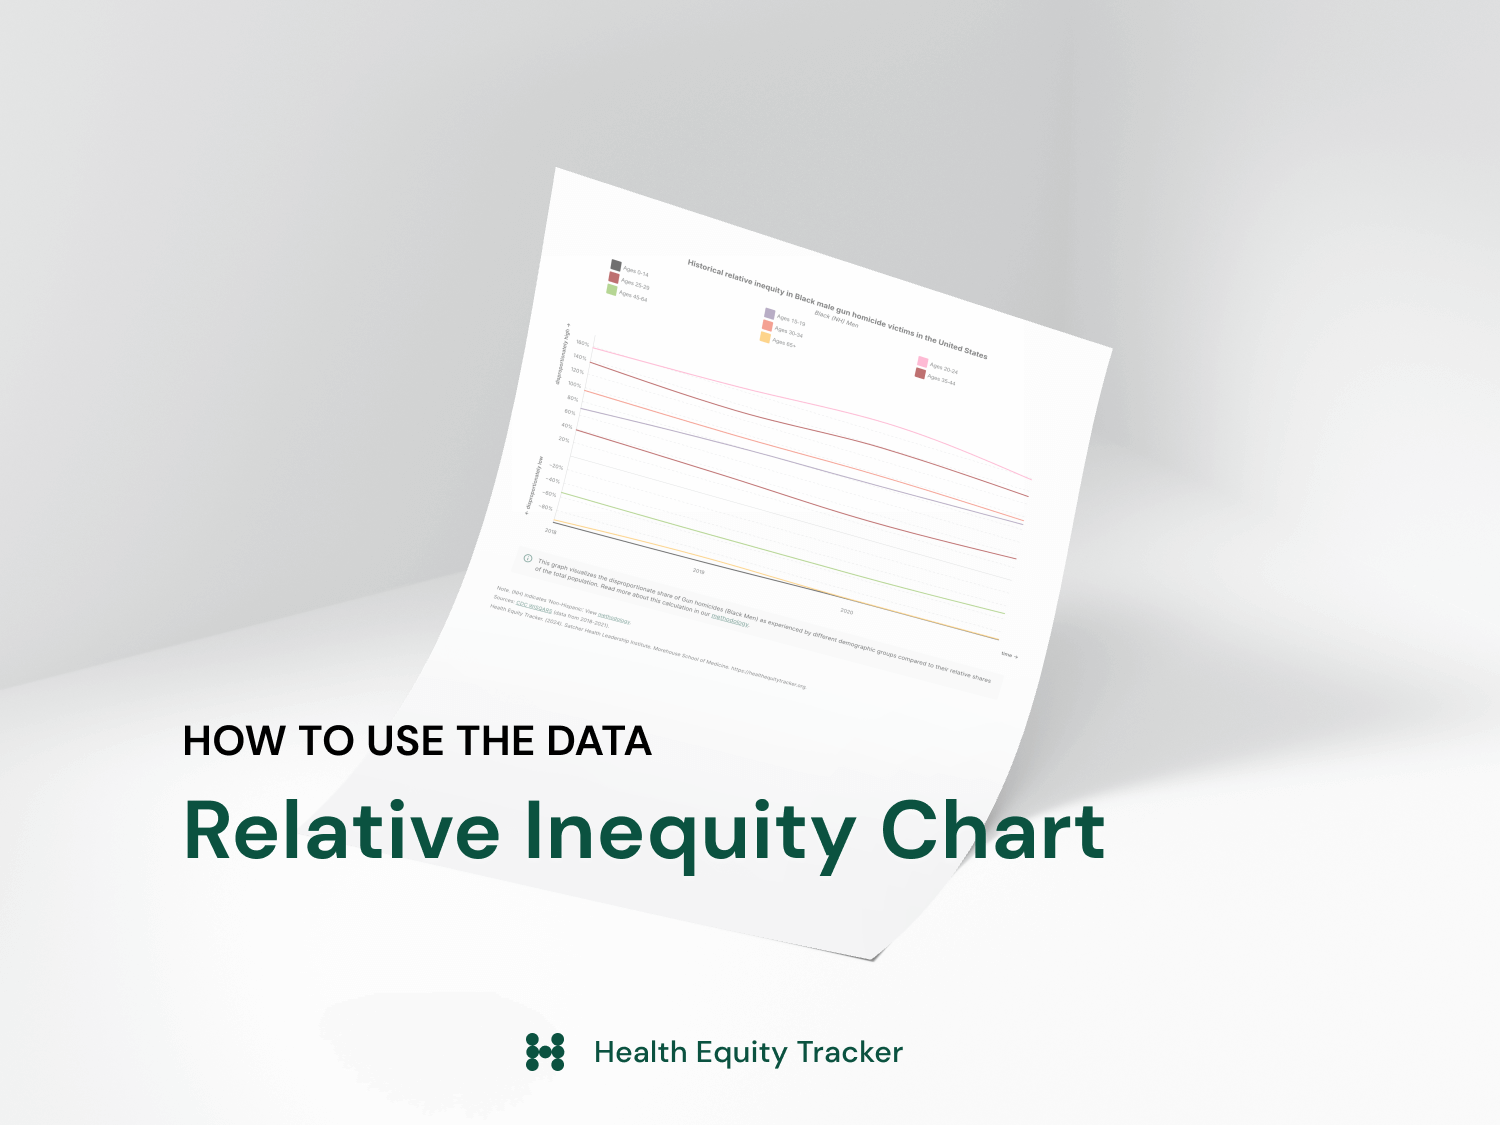 Historical relative inequity in Black male gun homicide victims in the United States
Black (NH) Men
Ages 0-14
Ages 25-29
Ages 45-64
Ages 15-19
Ages 30-34
Ages 65+
Ages 20-24
Ages 35-44
disproportionately high →
← disproportionately low
160%
140%
120%
100%
80%
60%
40%
20%
-20%
-40%
-60%
-80%
2018
2019
2020
time →
This graph visualizes the disproportionate share of Gun homicides (Black Men) as experienced by different demographic groups compared to their relative shares
of the total population. Read more about this calculation in our methodology.
Note. (NH) indicates 'Non-Hispanic'. View methodology.
Sources: CDC WISQARS (data from 2018-2021).
Health Equity Tracker. (2024). Satcher Health Leadership Institute. Morehouse School of Medicine. https://healthequitytracker.org
HOW TO USE THE DATA
Relative Inequity Chart
Health Equity Tracker